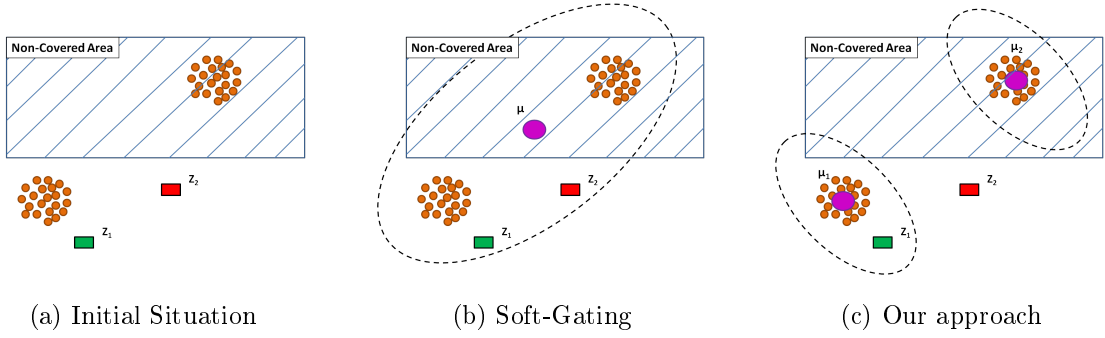 Non-Covered Area
Z₂
Z₁
(a) Initial Situation
Non-Covered Area
μ
Z₂
Z₁
(b) Soft-Gating
Non-Covered Area
μ₂
μ₁
Z₂
Z₁
(c) Our approach